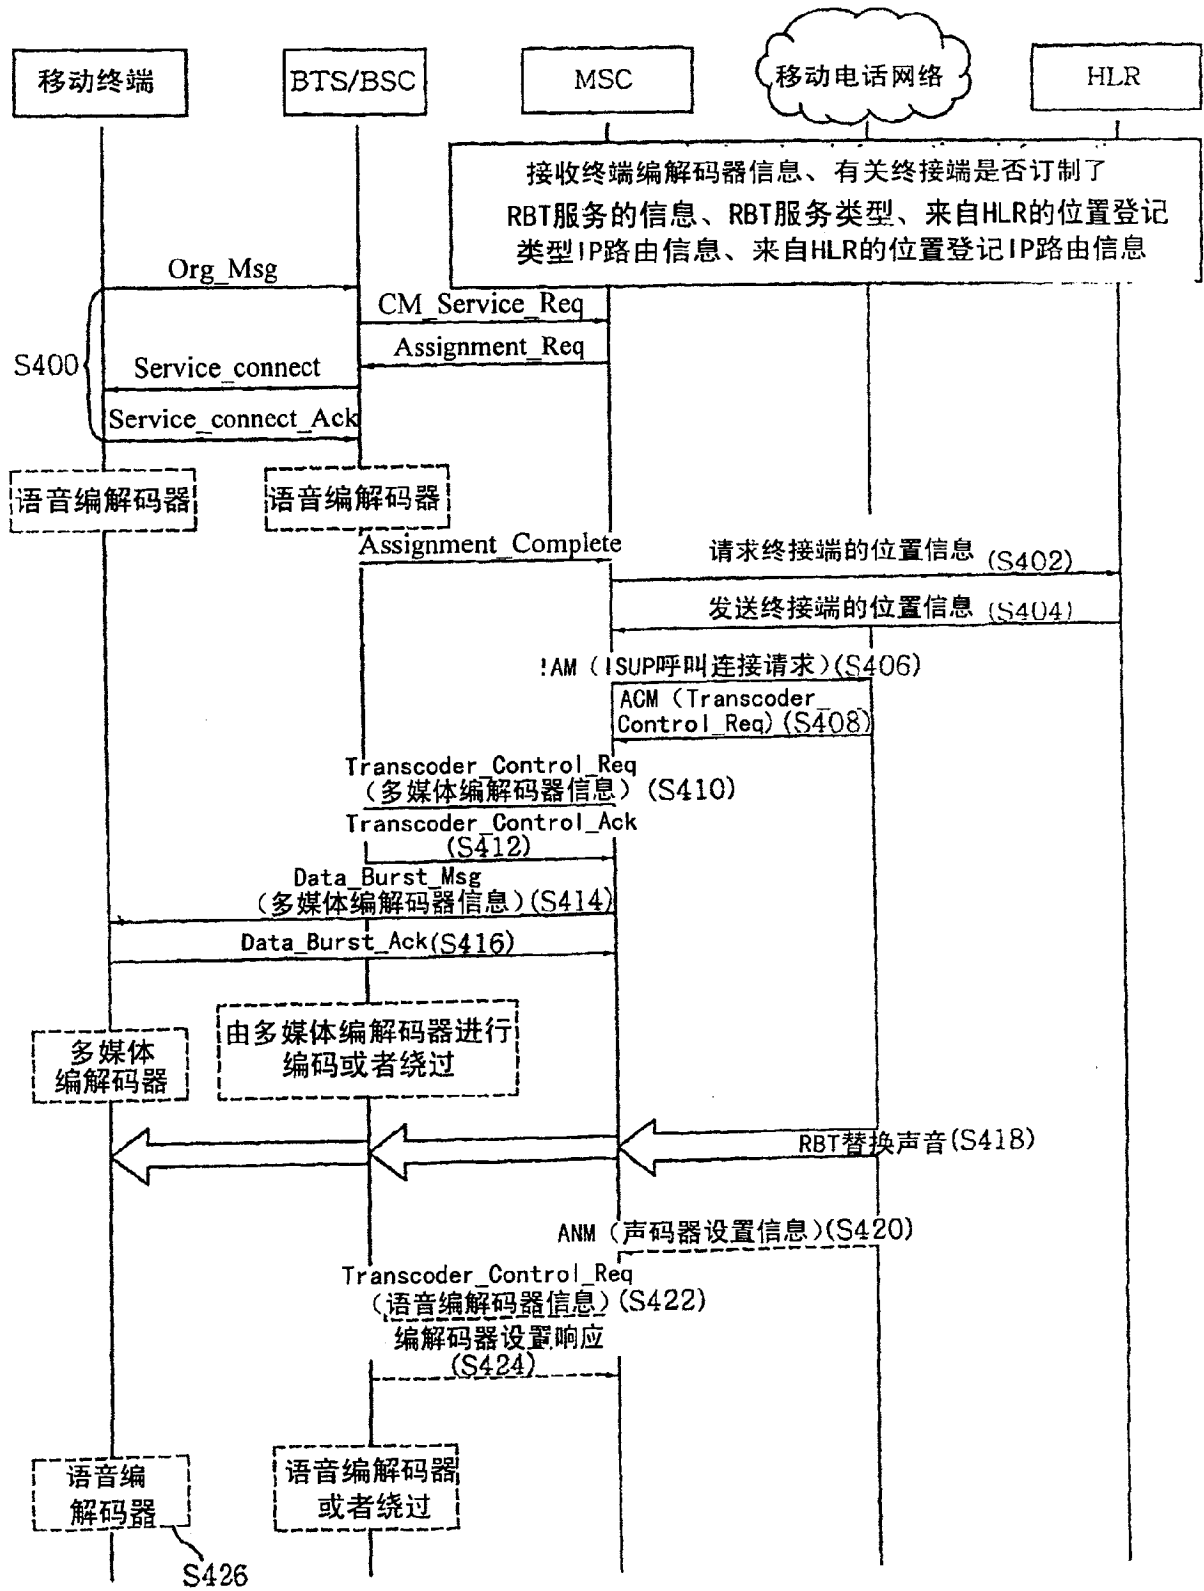 移动终端
BTS/BSC
MSC
移动电话网络
HLR
接收终端编解码器信息、有关终接端是否订制了
RBT服务的信息、RBT服务类型、来自HLR的位置登记
类型IP路由信息、来自HLR的位置登记IP路由信息
Org_Msg
CM_Service_Req
Assignment_Req
S400
Service_connect
Service_connect_Ack
语音编解码器
语音编解码器
Assignment_Complete
请求终接端的位置信息 (S402)
发送终接端的位置信息 (S404)
!AM（ISUP呼叫连接请求)(S406)
ACM（Transcoder_
Control_Req)(S408)
Transcoder_Control_Req
（多媒体编解码器信息）(S410)
Transcoder_Control_Ack
(S412)
Data_Burst_Msg
（多媒体编解码器信息)(S414)
Data_Burst_Ack(S416)
由多媒体编解码器进行
编码或者绕过
多媒体
编解码器
RBT替换声音(S418)
ANM（声码器设置信息)(S420)
Transcoder_Control_Req
（语音编解码器信息)(S422)
编解码器设置响应
(S424)
语音编
解码器
语音编解码器
或者绕过
S426